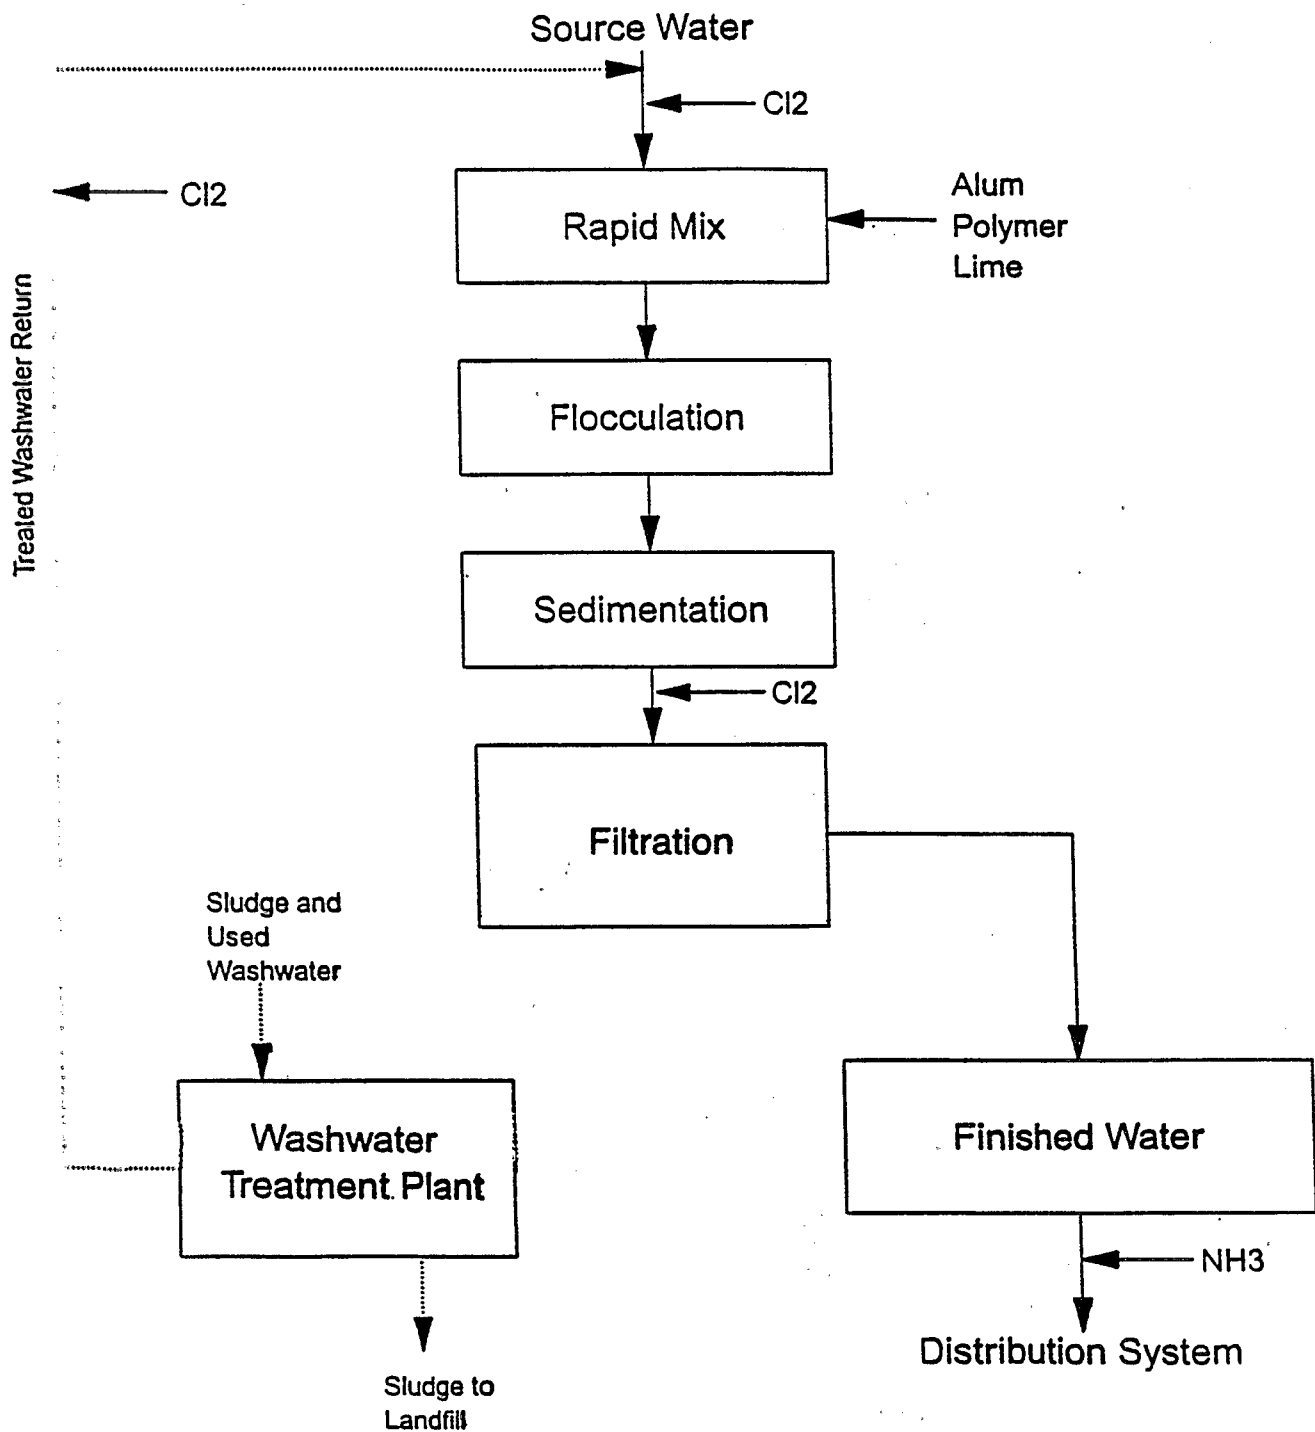 Source Water
Cl2
Cl2
Rapid Mix
Alum
Polymer
Lime
Treated Washwater Return
Flocculation
Sedimentation
Cl2
Filtration
Sludge and
Used
Washwater
Washwater
Treatment Plant
Finished Water
NH3
Distribution System
Sludge to
Landfill